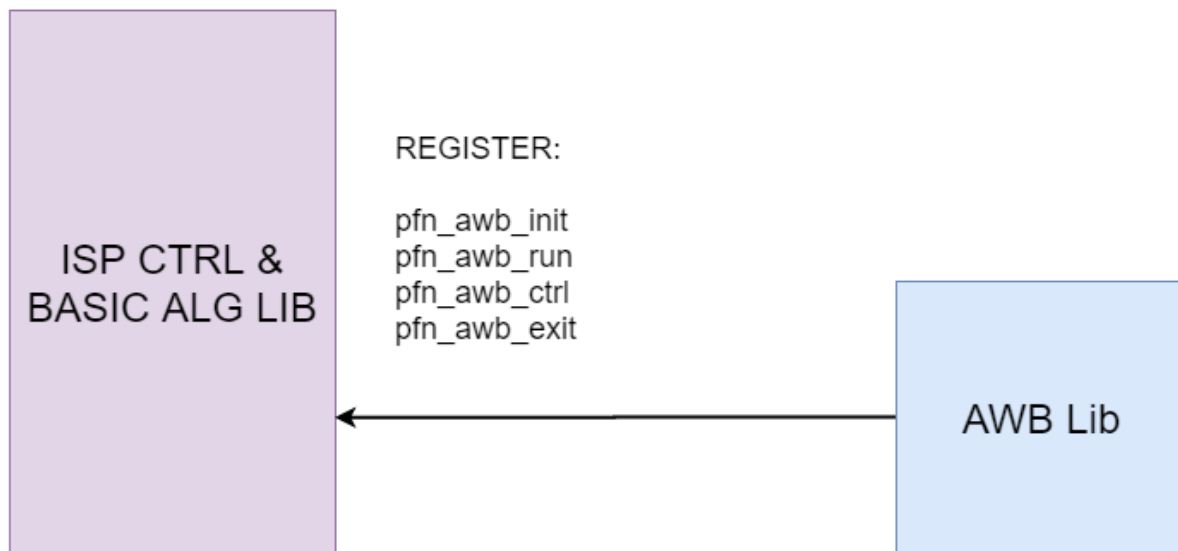 ISP CTRL &
BASIC ALG LIB
REGISTER:
pfn_awb_init
pfn_awb_run
pfn_awb_ctrl
pfn_awb_exit
AWB Lib